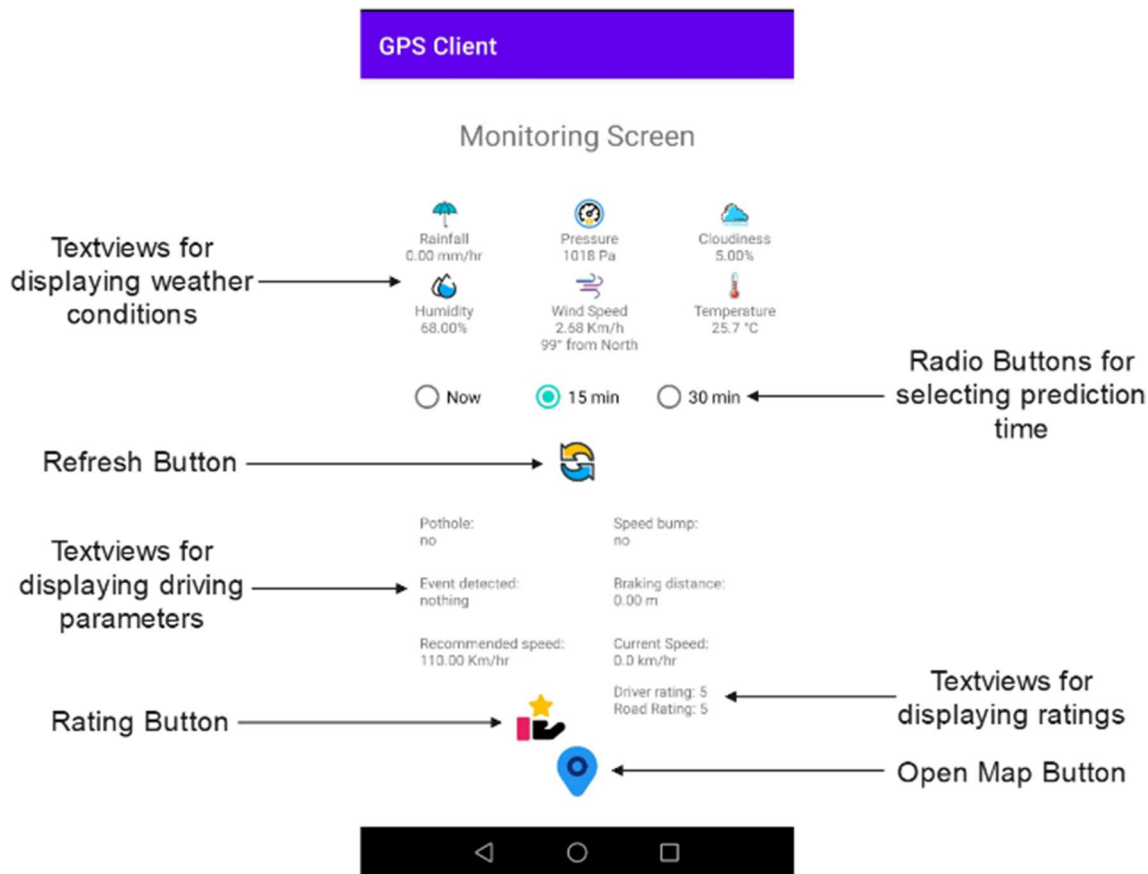 GPS Client
Monitoring Screen
Rainfall
0.00 mm/hr
Pressure
1018 Pa
Cloudiness
5.00%
Textviews for
displaying weather
conditions
Humidity
68.00%
Wind Speed
2.68 Km/h
99° from North
Temperature
25.7 °C
Now
15 min
30 min
Radio Buttons for
selecting prediction
time
Refresh Button
Pothole:
no
Speed bump:
no
Textviews for
displaying driving
parameters
Event detected:
nothing
Braking distance:
0.00 m
Recommended speed:
110.00 Km/hr
Current Speed:
0.0 km/hr
Driver rating: 5
Road Rating: 5
Textviews for
displaying ratings
Rating Button
Open Map Button